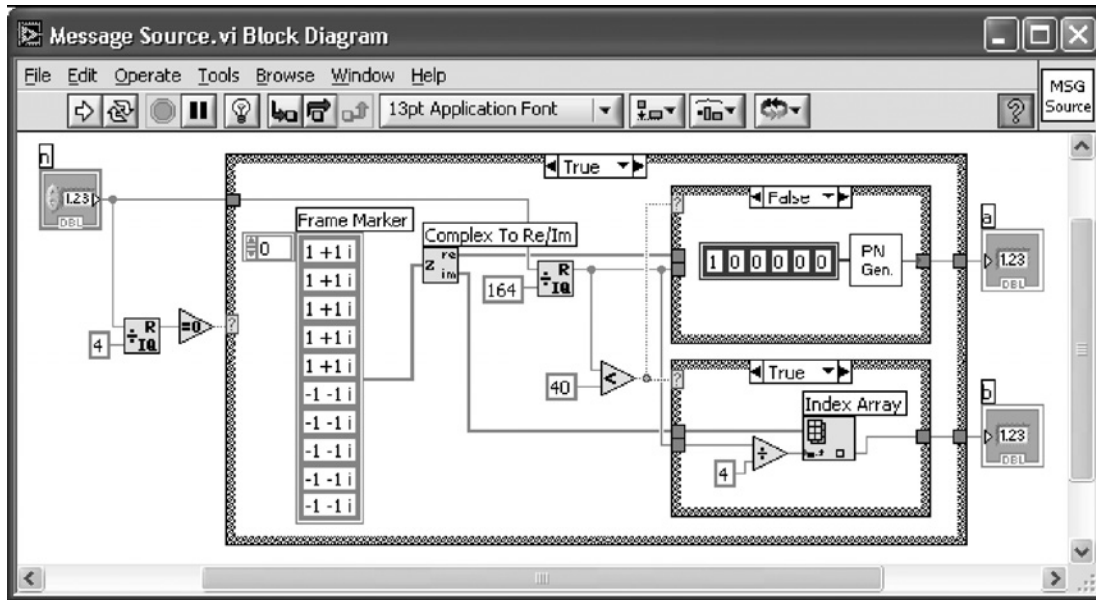 Message Source.vi Block Diagram
File Edit Operate Tools Browse Window Help
13pt Application Font
?
MSG
Source
n
1.23
DBL
True
False
Frame Marker
0
1 +1 i
1 +1 i
1 +1 i
1 +1 i
1 +1 i
-1 -1 i
-1 -1 i
-1 -1 i
-1 -1 i
-1 -1 i
Complex To Re/Im
z re
im
164
R
IQ
4
R
IQ
=0
?
?
1 0 0 0 0 0
PN
Gen.
a
1.23
DBL
40
<
?
True
Index Array
4
b
1.23
DBL